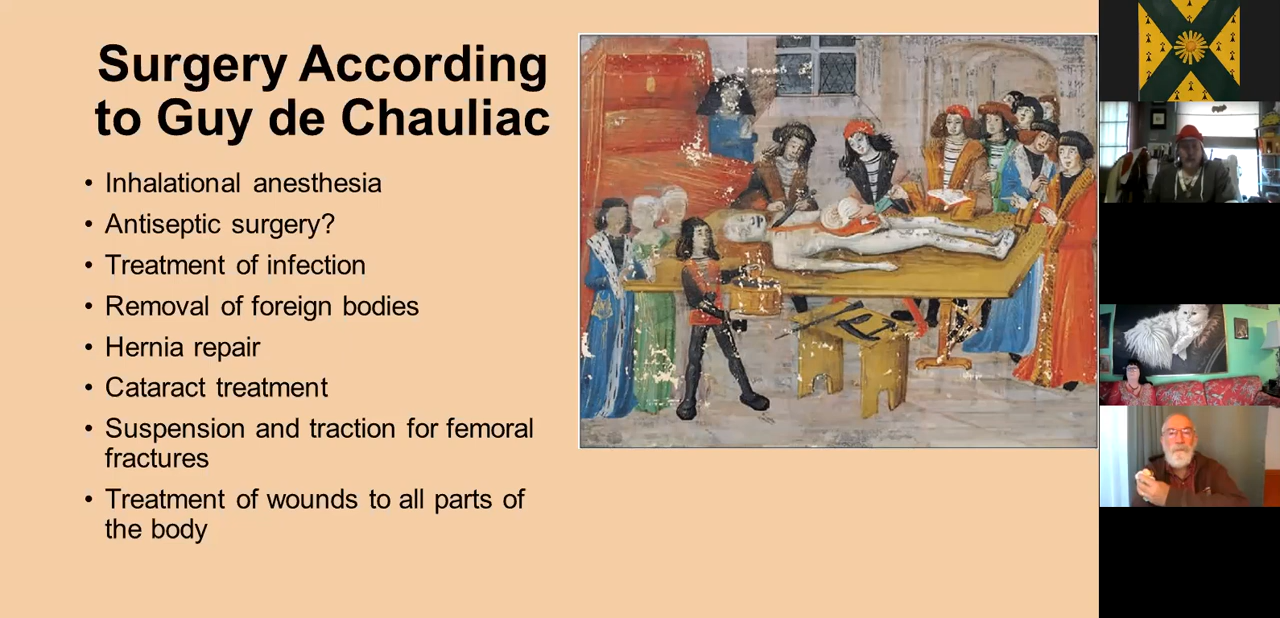 Surgery According
to Guy de Chauliac
• Inhalational anesthesia
• Antiseptic surgery?
• Treatment of infection
• Removal of foreign bodies
• Hernia repair
• Cataract treatment
• Suspension and traction for femoral
fractures
• Treatment of wounds to all parts of
the body